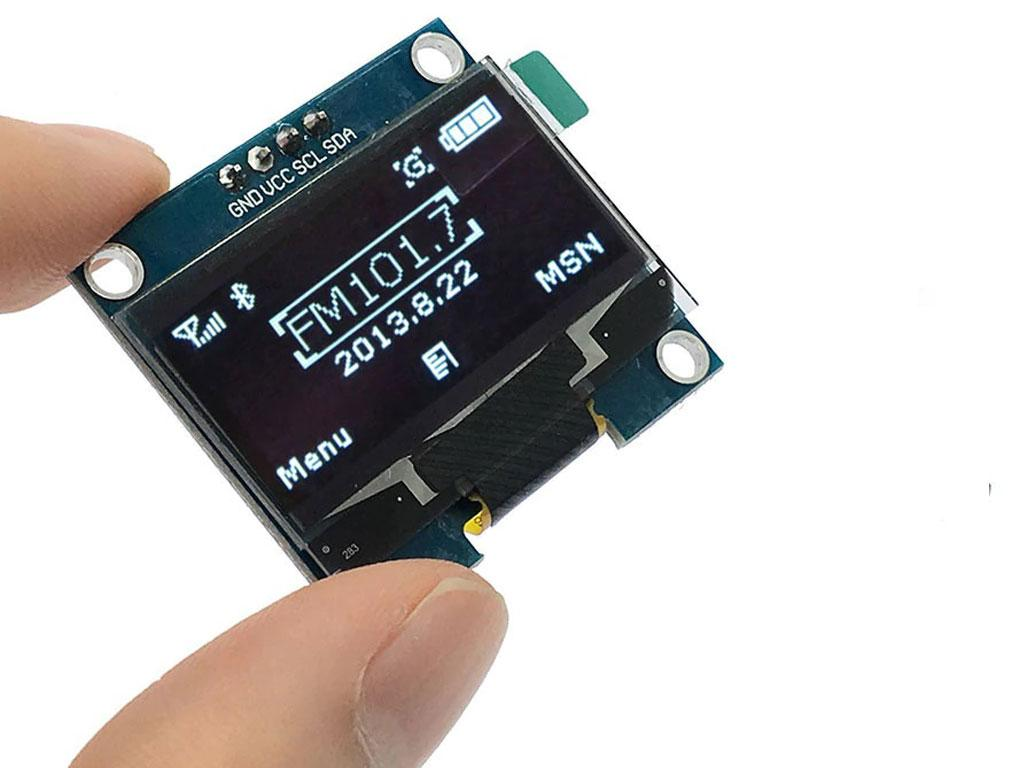 GND VCC SCL SDA
G
FM101.7
2013.8.22
Menu
MSN
283